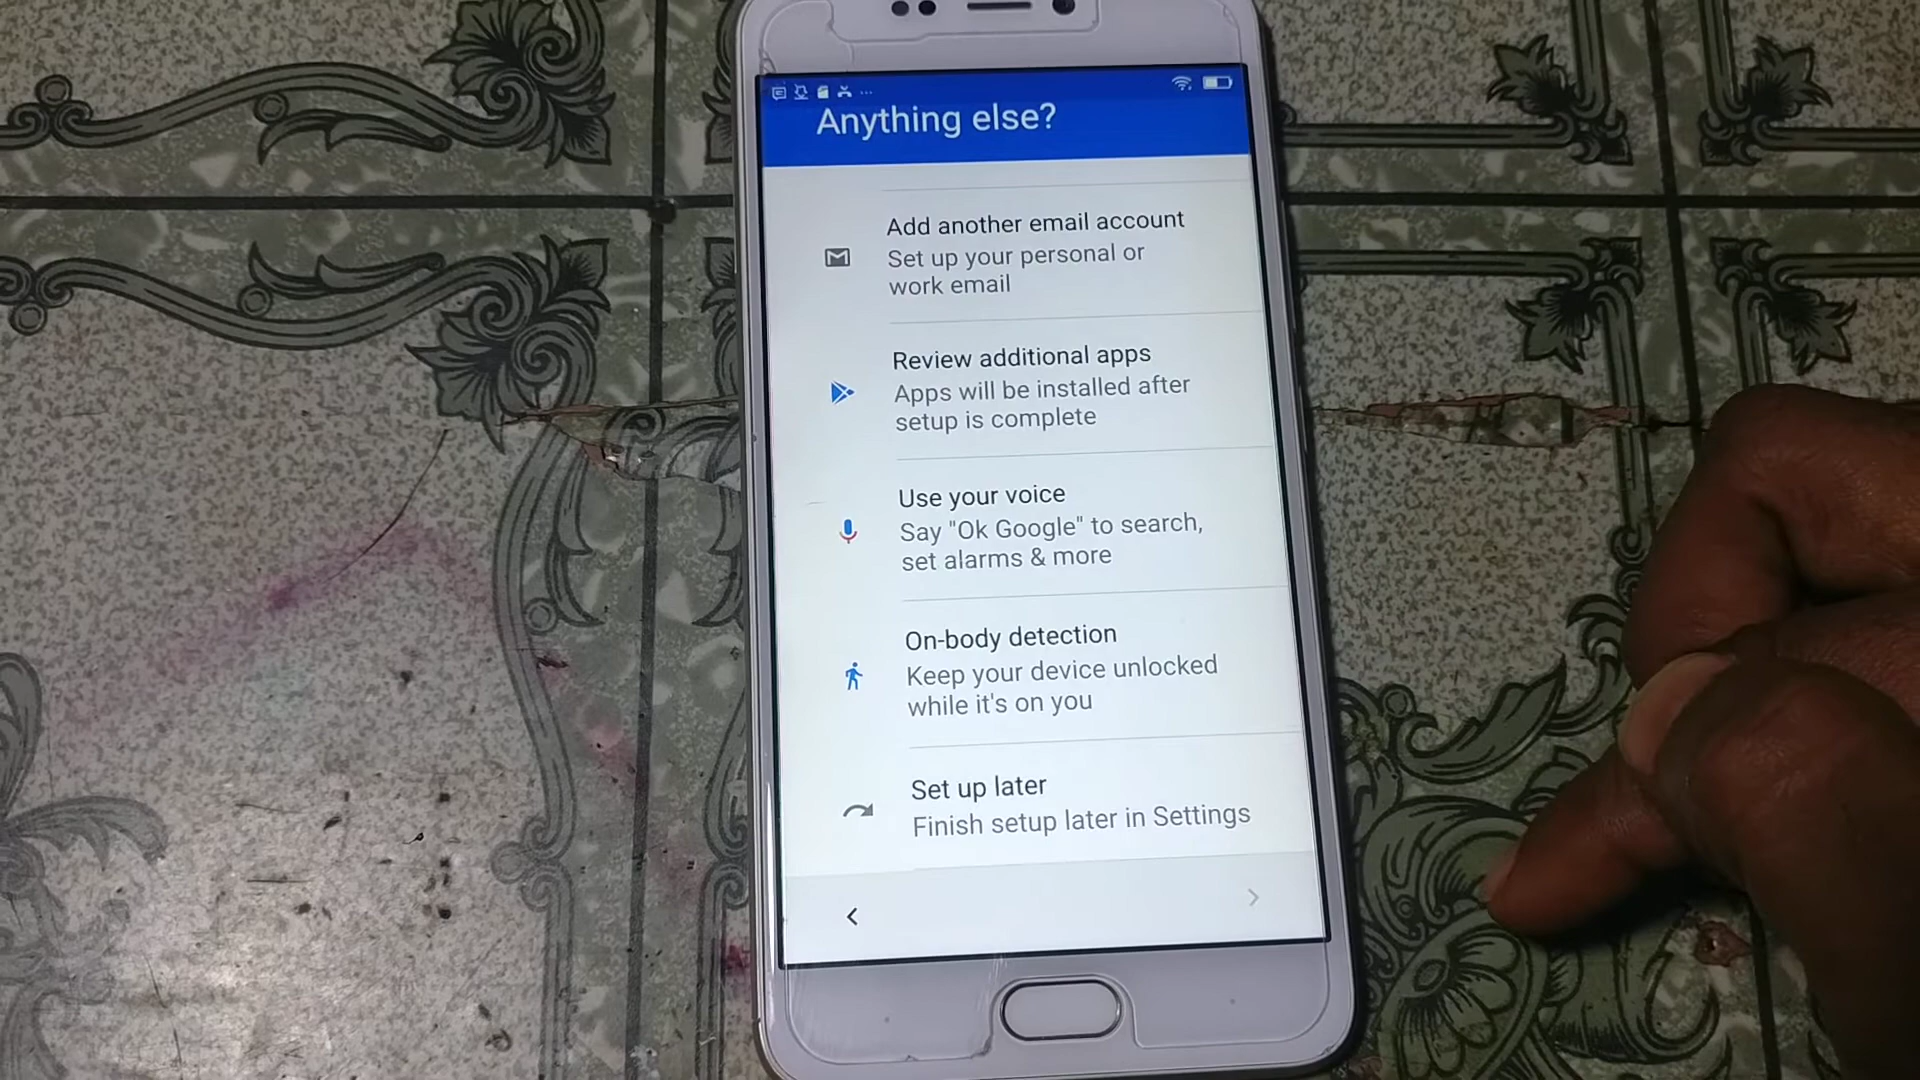 Anything else?
Add another email account
Set up your personal or
work email
Review additional apps
Apps will be installed after
setup is complete
Use your voice
Say "Ok Google" to search,
set alarms & more
On-body detection
Keep your device unlocked
while it's on you
Set up later
Finish setup later in Settings